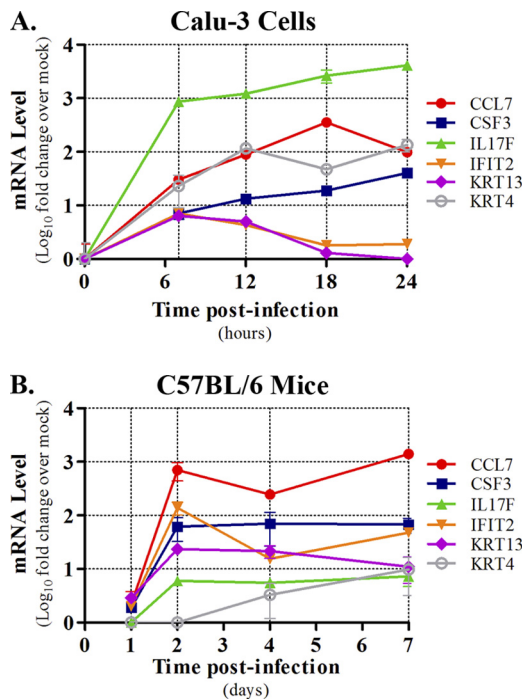 A. Calu-3 Cells
mRNA Level
(Log10 fold change over mock)
4
3
2
1
0
0 6 12 18 24
Time post-infection
(hours)
CCL7
CSF3
IL17F
IFIT2
KRT13
KRT4
B. C57BL/6 Mice
mRNA Level
(Log10 fold change over mock)
4
3
2
1
0
0 1 2 3 4 5 6 7
Time post-infection
(days)
CCL7
CSF3
IL17F
IFIT2
KRT13
KRT4